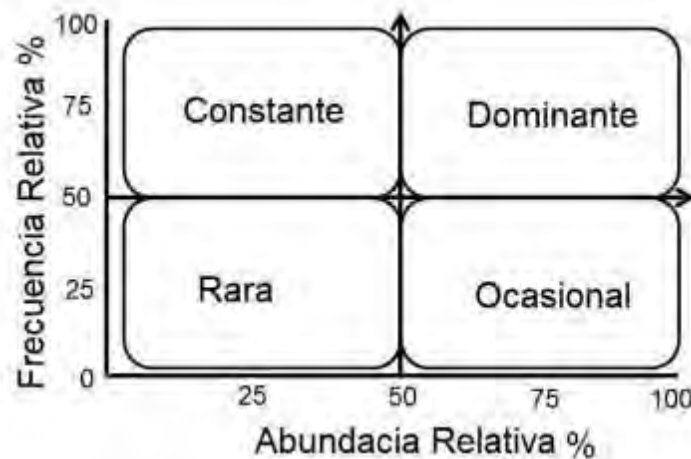 Frecuencia Relativa %
100
75
50
25
0
Constante
Dominante
Rara
Ocasional
25
50
75
100
Abundacia Relativa %